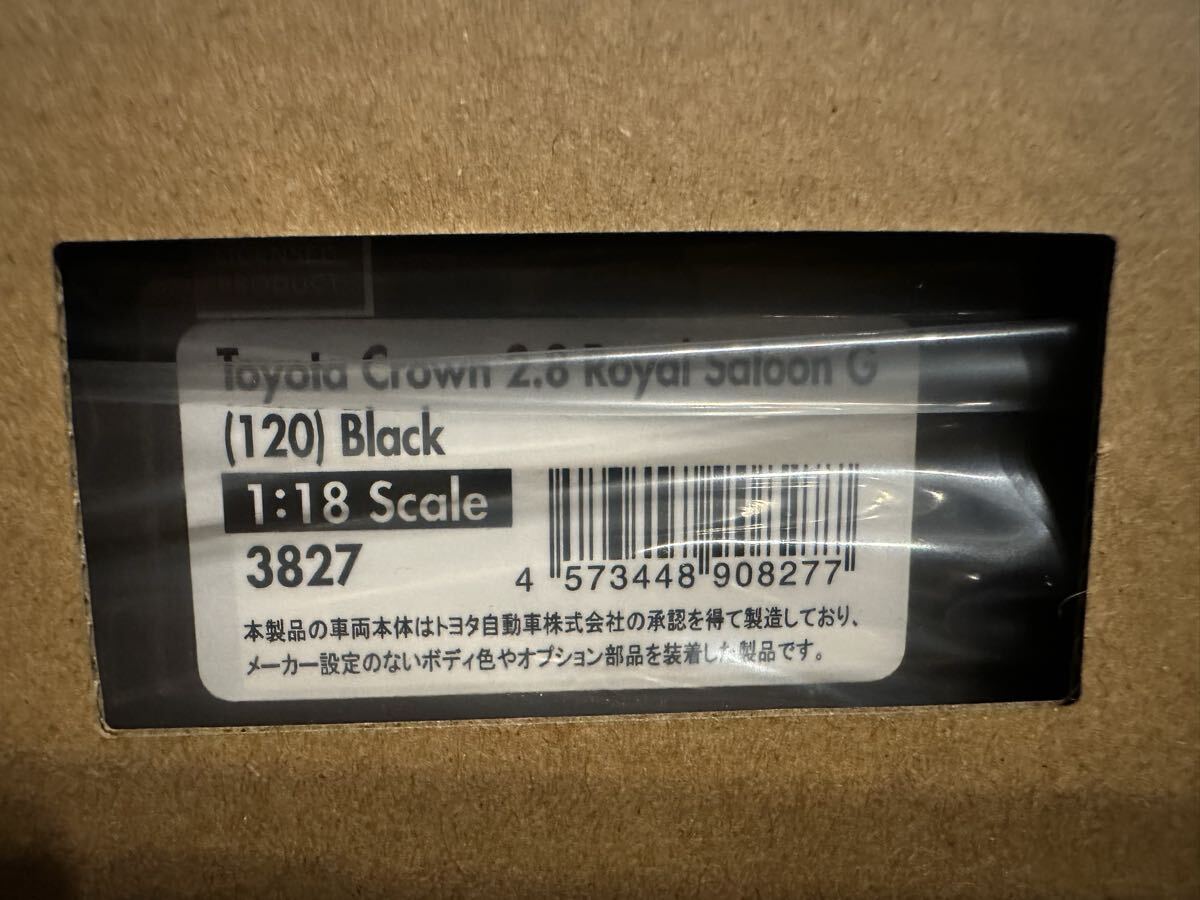 PRODUCT
Toyota Crown 2.8 Royal Saloon G
(120) Black
1:18 Scale
3827
4 573448 908277
本製品の車両本体はトヨタ自動車株式会社の承認を得て製造しており、
メーカー設定のないボディ色やオプション部品を装着した製品です。